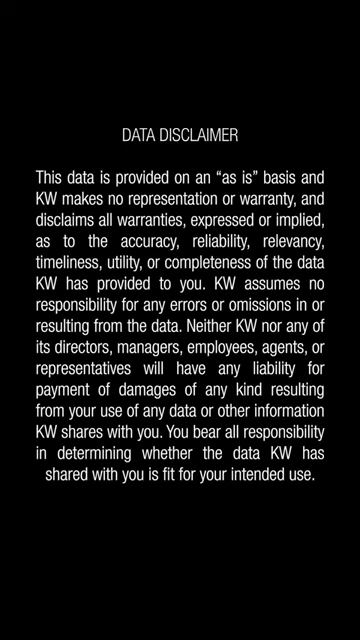 DATA DISCLAIMER
This data is provided on an “as is” basis and
KW makes no representation or warranty, and
disclaims all warranties, expressed or implied,
as to the accuracy, reliability, relevancy,
timeliness, utility, or completeness of the data
KW has provided to you. KW assumes no
responsibility for any errors or omissions in or
resulting from the data. Neither KW nor any of
its directors, managers, employees, agents, or
representatives will have any liability for
payment of damages of any kind resulting
from your use of any data or other information
KW shares with you. You bear all responsibility
in determining whether the data KW has
shared with you is fit for your intended use.